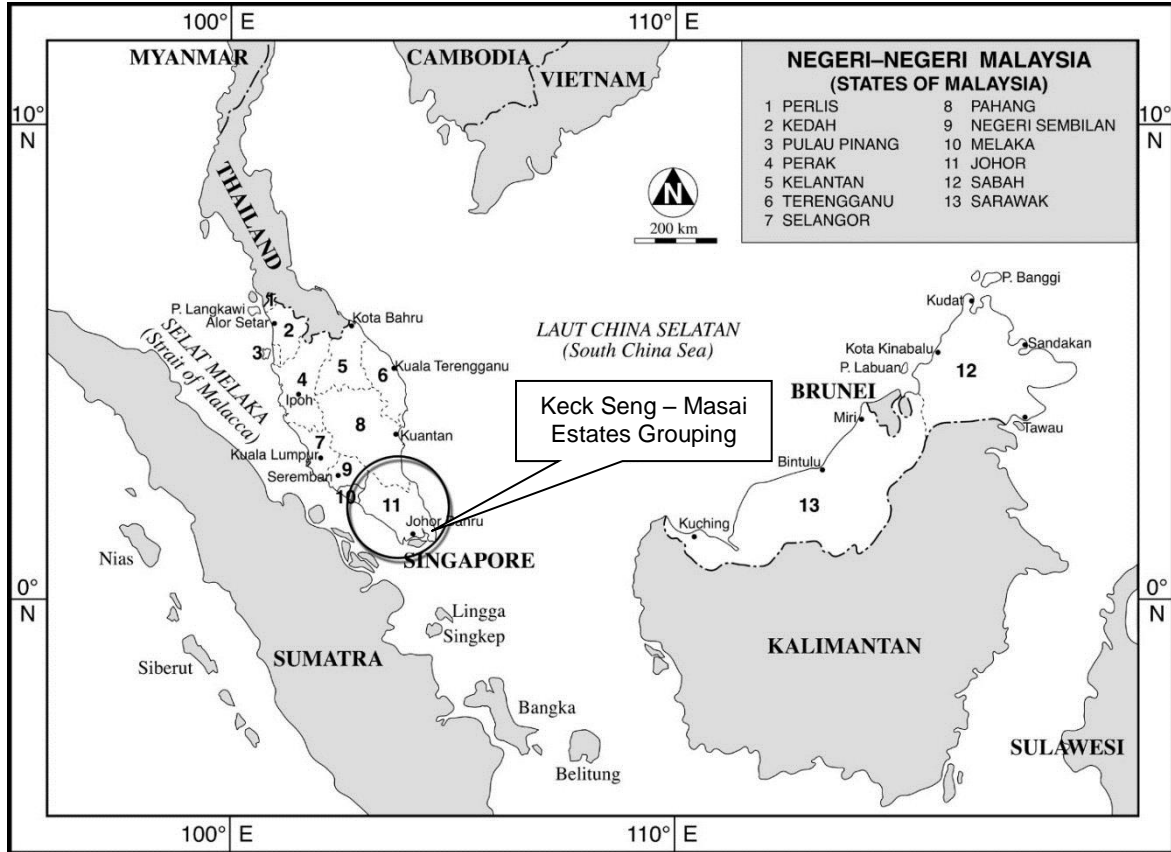 100° E
110° E
MYANMAR
CAMBODIA
VIETNAM
NEGERI–NEGERI MALAYSIA
(STATES OF MALAYSIA)
1 PERLIS
2 KEDAH
3 PULAU PINANG
4 PERAK
5 KELANTAN
6 TERENGGANU
7 SELANGOR
8 PAHANG
9 NEGERI SEMBILAN
10 MELAKA
11 JOHOR
12 SABAH
13 SARAWAK
10°
N
10°
N
THAILAND
N
200 km
P. Banggi
Kudat
1
P. Langkawi
Alor Setar
2
Kota Bahru
SELAT MELAKA
(Strait of Malacca)
LAUT CHINA SELATAN
(South China Sea)
Kota Kinabalu
Sandakan
3
5
6
Kuala Terengganu
P. Labuan
12
4
Ipoh
BRUNEI
Keck Seng – Masai
Estates Grouping
8
Kuantan
Miri
Tawau
7
Kuala Lumpur
9
Seremban
10
Bintulu
11
13
Johor Bahru
Kuching
SINGAPORE
Nias
0°
N
0°
N
Lingga
Singkep
Siberut
SUMATRA
KALIMANTAN
Bangka
Belitung
SULAWESI
100° E
110° E